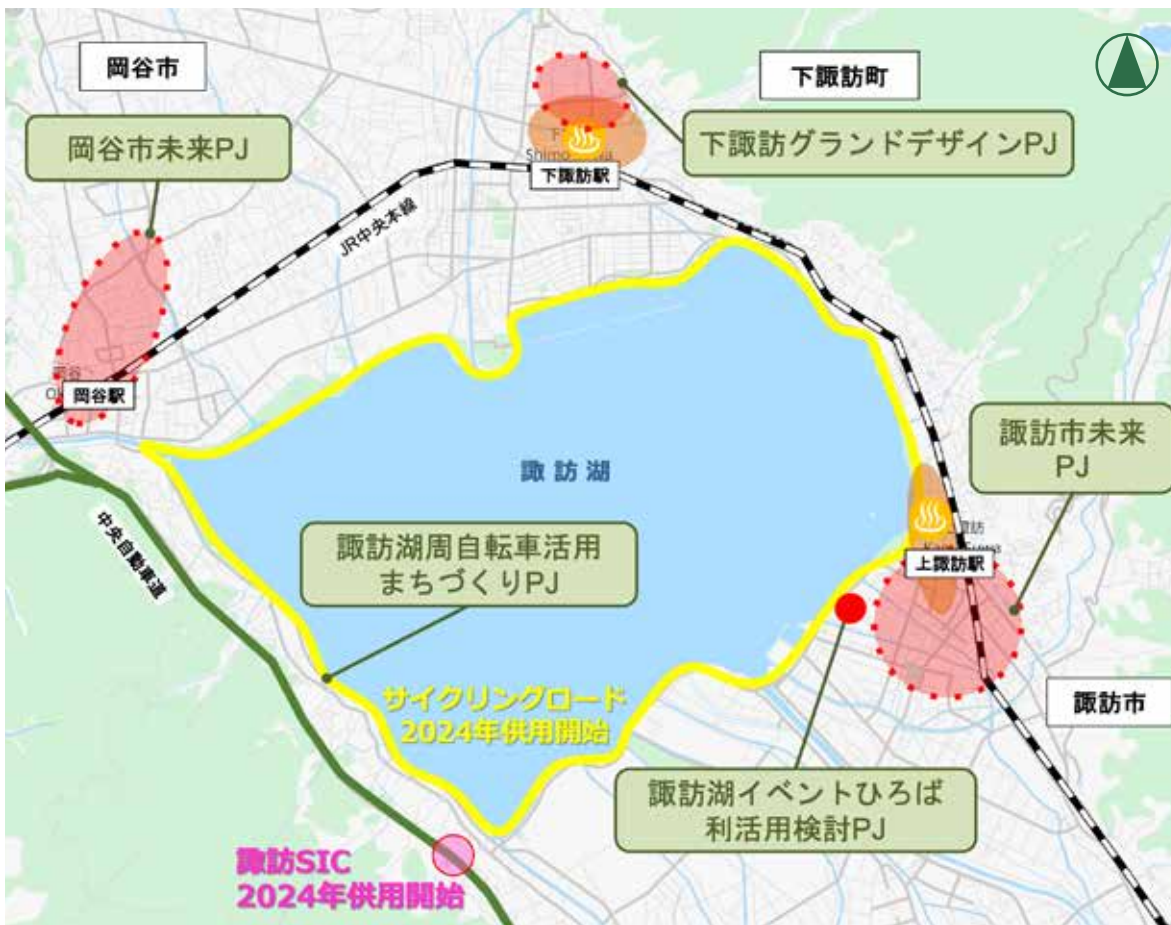 岡谷市
下諏訪町
岡谷市未来PJ
下諏訪グランドデザインPJ
下諏訪駅
JR中央本線
岡谷駅
諏訪市未来
PJ
諏訪湖
中央自動車道
諏訪湖周自転車活用
まちづくりPJ
上諏訪駅
サイクリングロード
2024年供用開始
諏訪市
諏訪湖イベントひろば
利活用検討PJ
諏訪SIC
2024年供用開始